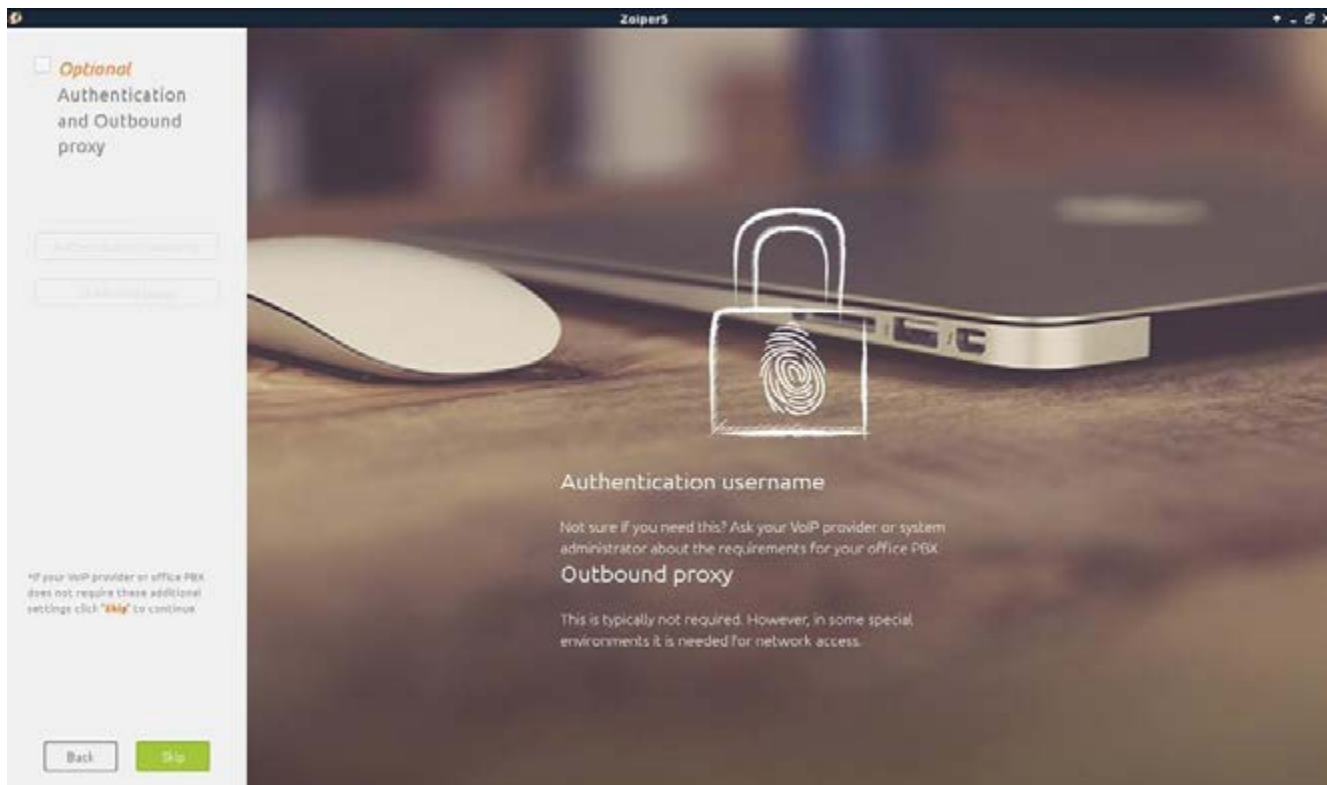 Zoiper5
Optional
Authentication
and Outbound
proxy
*If your VoIP provider or office PBX
does not require these additional
settings click "Skip" to continue
Back
Skip
Authentication username
Not sure if you need this? Ask your VoIP provider or system
administrator about the requirements for your office PBX
Outbound proxy
This is typically not required. However, in some special
environments it is needed for network access.